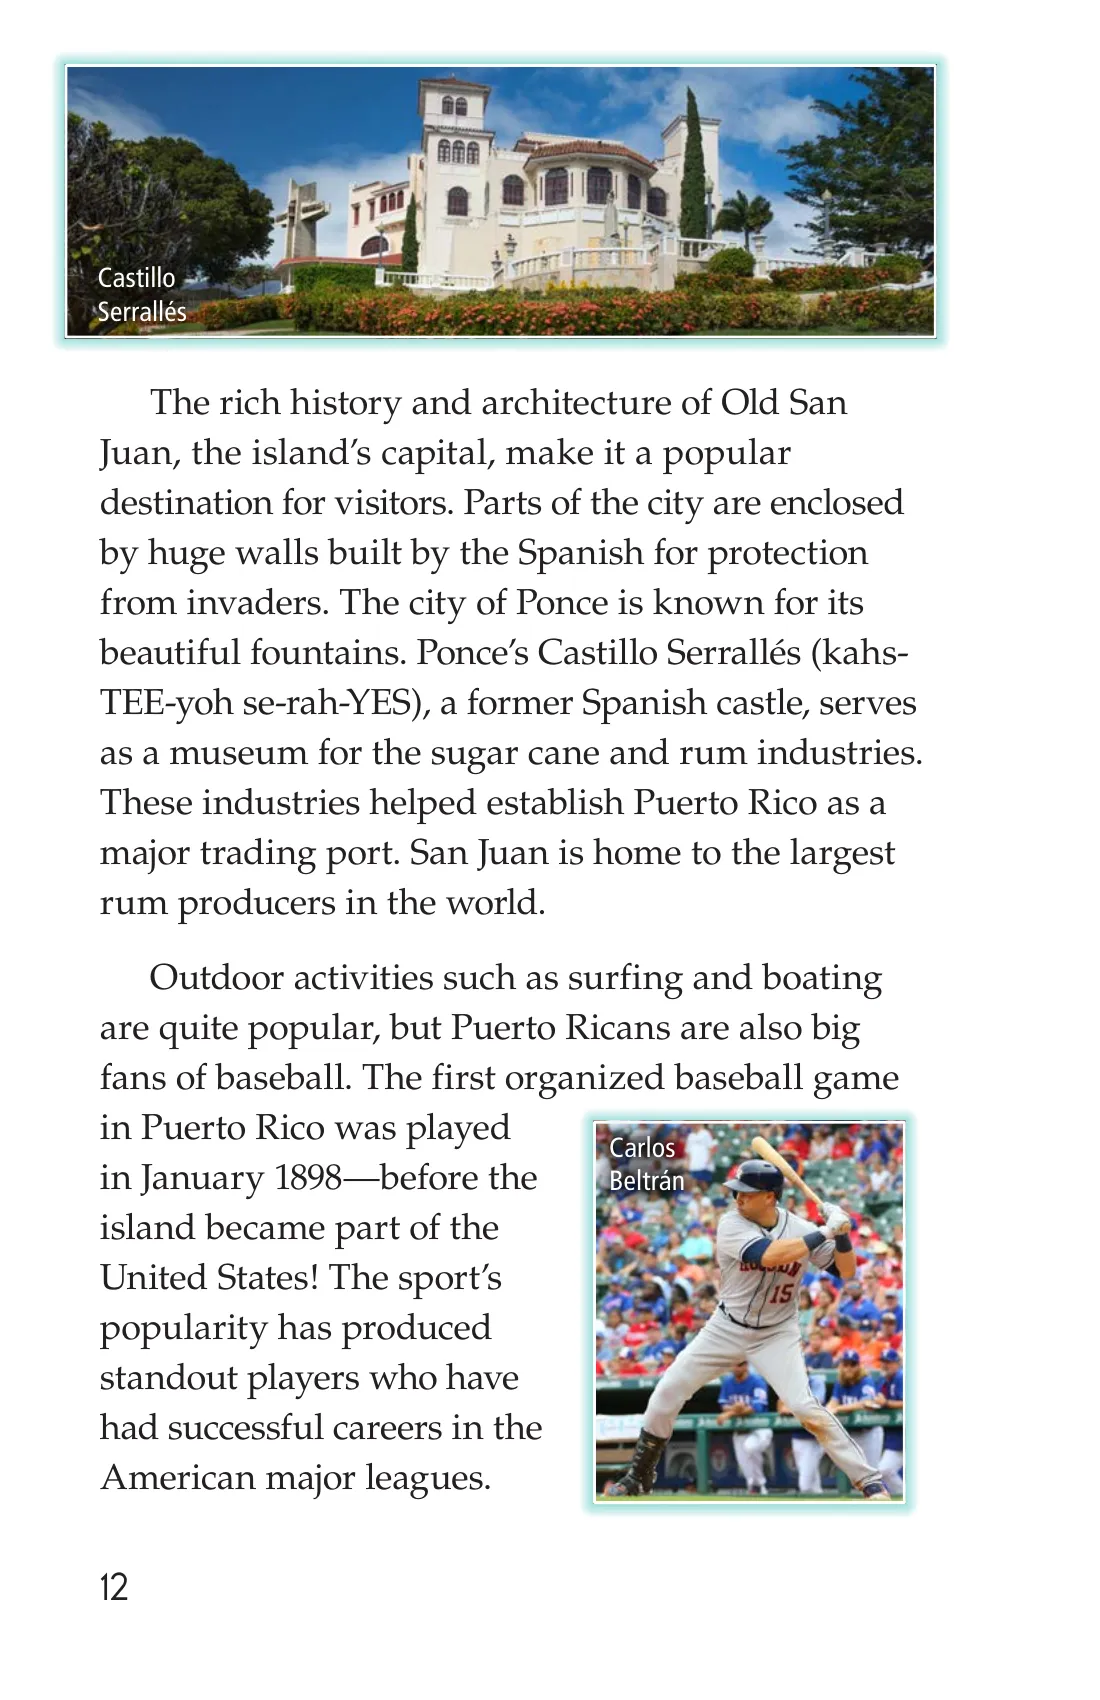 Castillo
Serrallés
The rich history and architecture of Old San
Juan, the island’s capital, make it a popular
destination for visitors. Parts of the city are enclosed
by huge walls built by the Spanish for protection
from invaders. The city of Ponce is known for its
beautiful fountains. Ponce’s Castillo Serrallés (kahs-
TEE-yoh se-rah-YES), a former Spanish castle, serves
as a museum for the sugar cane and rum industries.
These industries helped establish Puerto Rico as a
major trading port. San Juan is home to the largest
rum producers in the world.
Outdoor activities such as surfing and boating
are quite popular, but Puerto Ricans are also big
fans of baseball. The first organized baseball game
in Puerto Rico was played
in January 1898—before the
island became part of the
United States! The sport’s
popularity has produced
standout players who have
had successful careers in the
American major leagues.
Carlos
Beltrán
HOUSTON
15
12